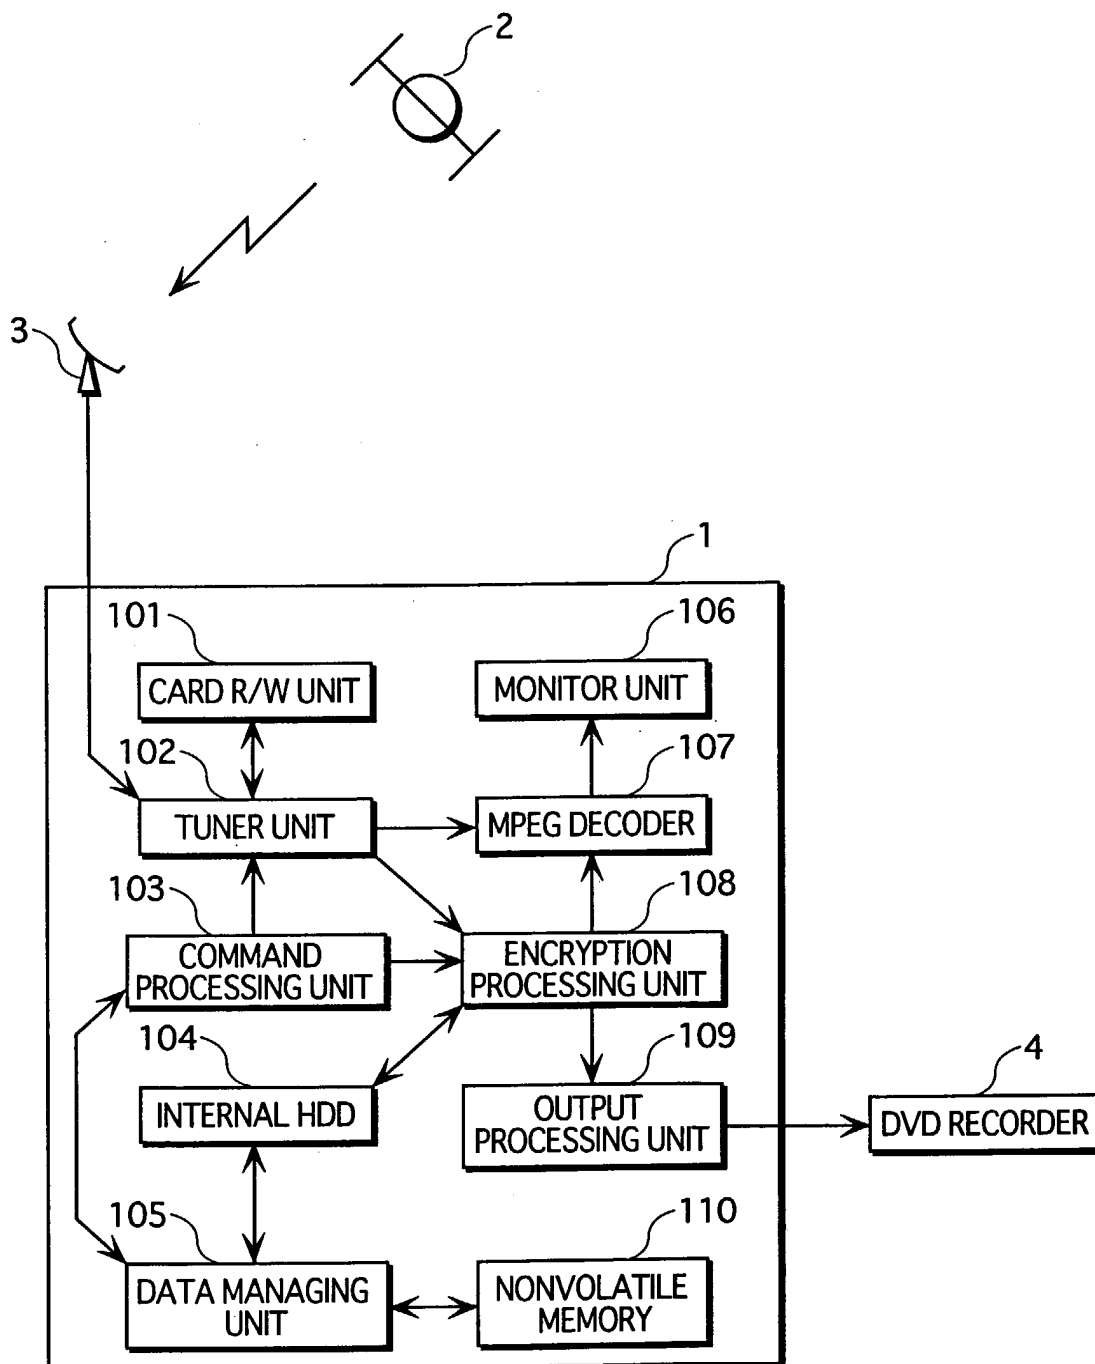 2
3
1
101
106
CARD R/W UNIT
MONITOR UNIT
102
107
TUNER UNIT
MPEG DECODER
103
108
COMMAND
PROCESSING UNIT
ENCRYPTION
PROCESSING UNIT
104
109
4
INTERNAL HDD
OUTPUT
PROCESSING UNIT
DVD RECORDER
105
110
DATA MANAGING
UNIT
NONVOLATILE
MEMORY